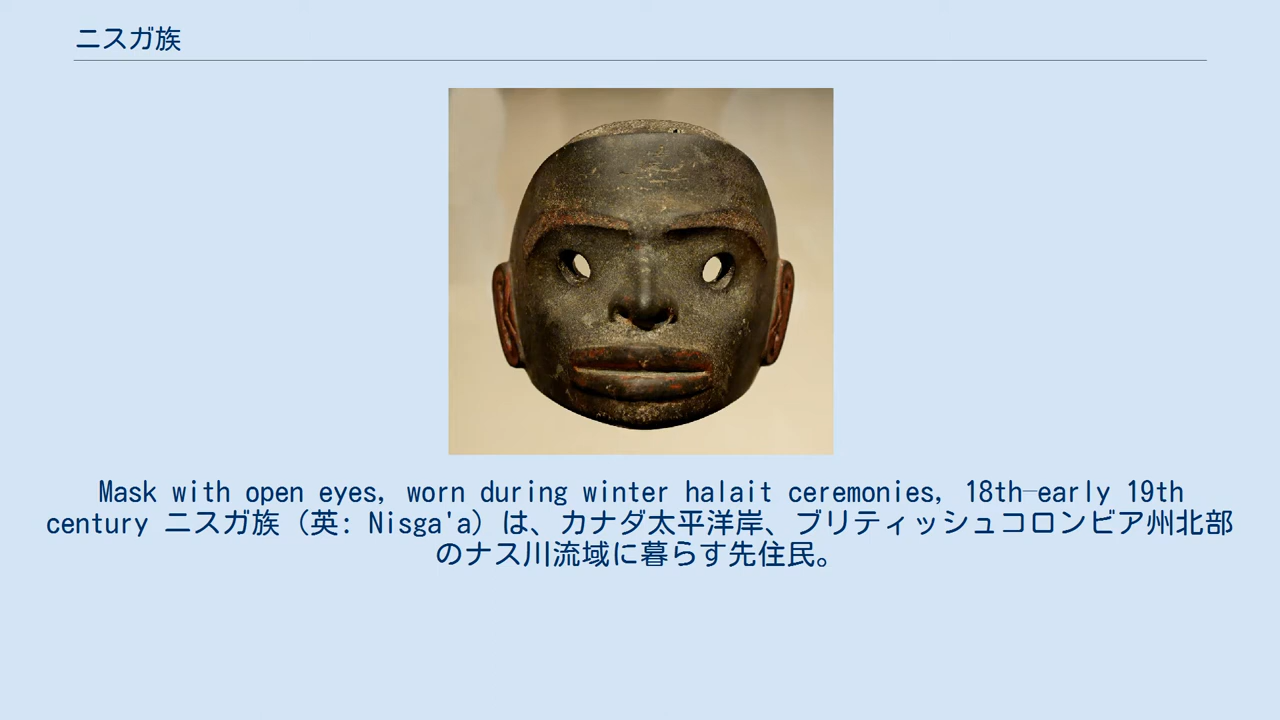 ニスガ族
Mask with open eyes, worn during winter halait ceremonies, 18th–early 19th
century ニスガ族（英: Nisga'a）は、カナダ太平洋岸、ブリティッシュコロンビア州北部
のナス川流域に暮らす先住民。